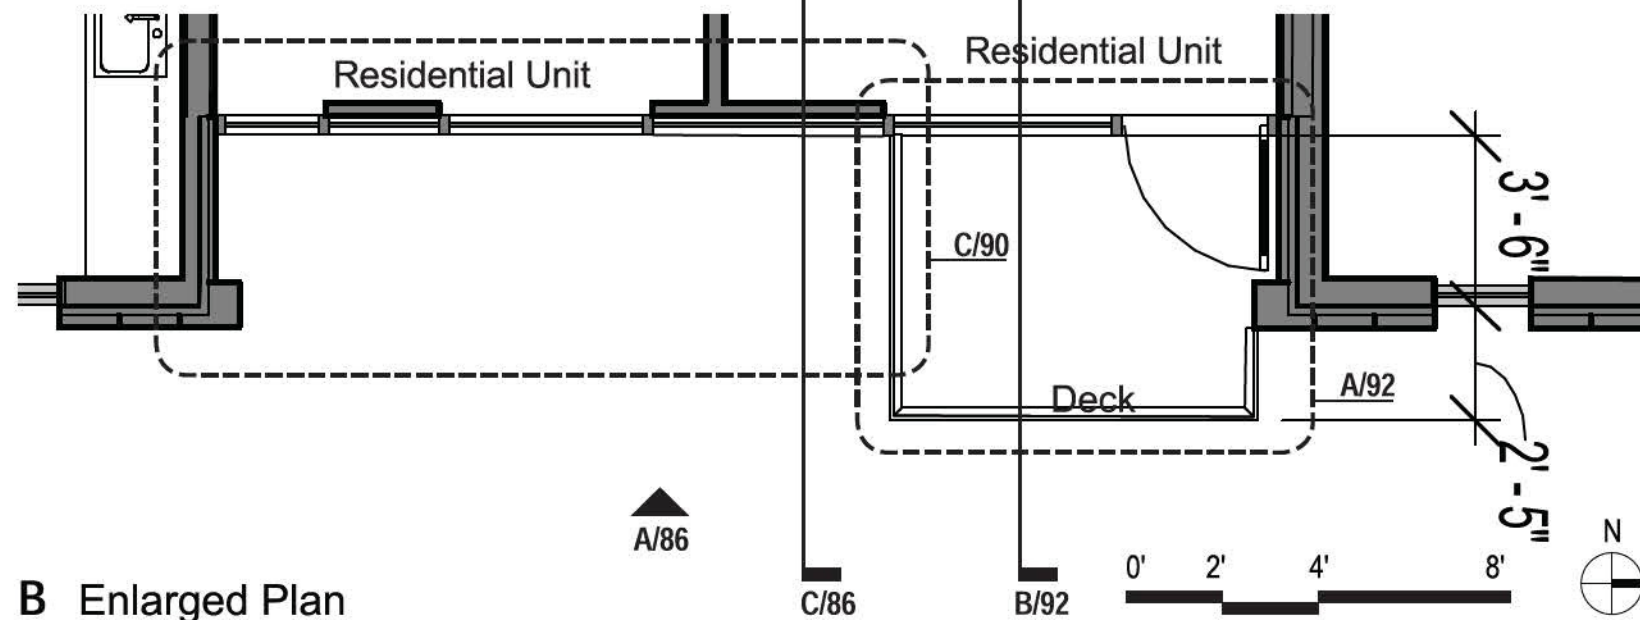 Residential Unit
Residential Unit
3' - 6"
C/90
A/92
Deck
2' - 5"
A/86
N
0' 2' 4' 8'
B Enlarged Plan
C/86
B/92